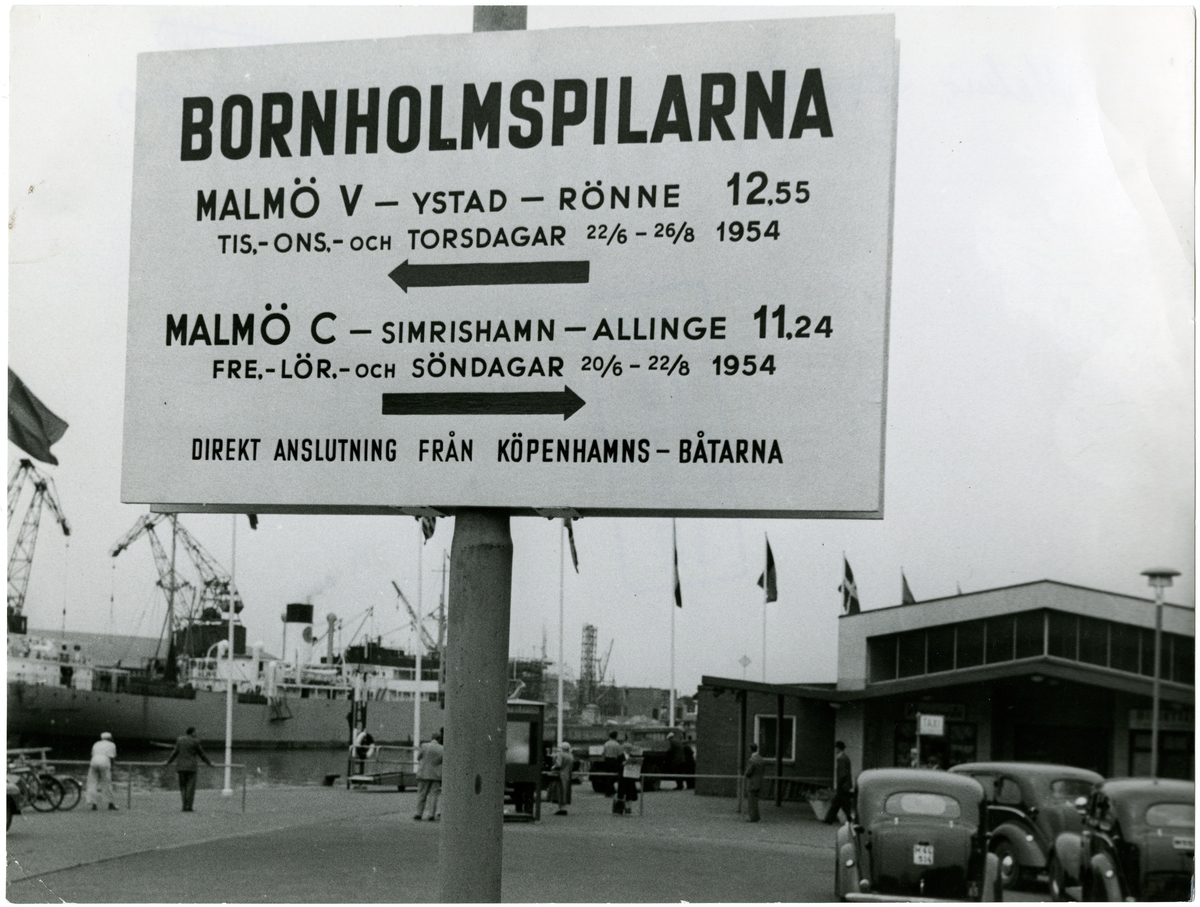 BORNHOLMSPILARNA
MALMÖ V – YSTAD – RÖNNE 12,55
TIS,- ONS,- OCH TORSDAGAR 22/6 – 26/8 1954
MALMÖ C – SIMRISHAMN – ALLINGE 11,24
FRE,- LÖR,- OCH SÖNDAGAR 20/6 – 22/8 1954
DIREKT ANSLUTNING FRÅN KÖPENHAMNS – BÅTARNA
TAXI